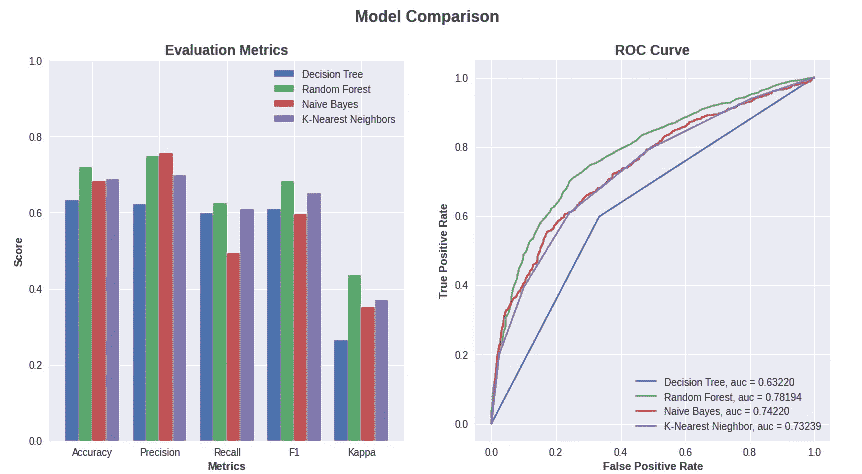 Model Comparison
Evaluation Metrics
1.0
0.8
0.6
0.4
0.2
0.0
Score
Decision Tree
Random Forest
Naive Bayes
K-Nearest Neighbors
Accuracy
Precision
Recall
F1
Kappa
Metrics
ROC Curve
1.0
0.8
0.6
0.4
0.2
0.0
True Positive Rate
Decision Tree, auc = 0.63220
Random Forest, auc = 0.78194
Naive Bayes, auc = 0.74220
K-Nearest Nieghbor, auc = 0.73239
0.0
0.2
0.4
0.6
0.8
1.0
False Positive Rate